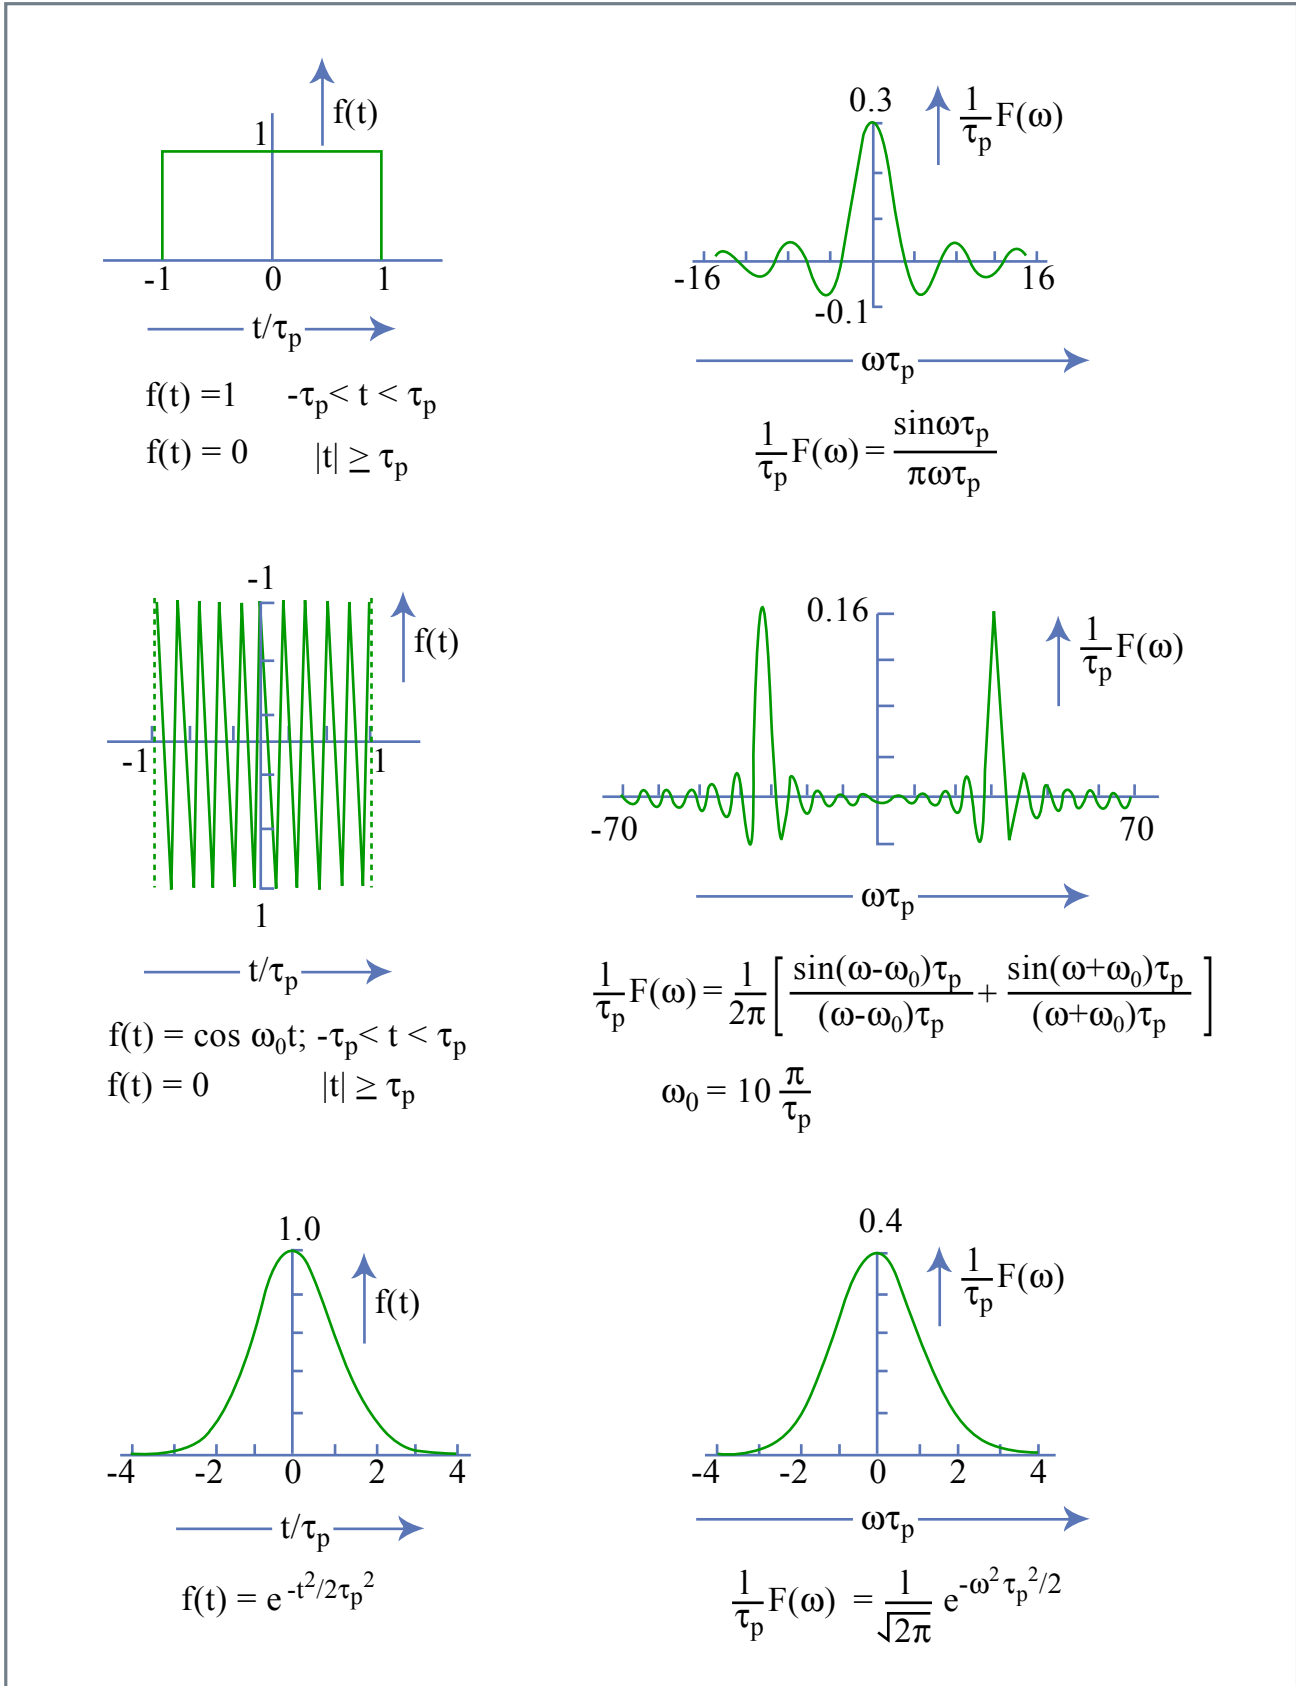 f(t)
1
-1 0 1
t/τp
f(t) =1 -τp< t < τp
f(t) = 0 |t| ≥ τp
0.3
1/τp F(ω)
-16 16
-0.1
ωτp
1/τp F(ω) = sinωτp/πωτp
-1
f(t)
-1 1
1
t/τp
f(t) = cos ω0t; -τp< t < τp
f(t) = 0 |t| ≥ τp
0.16
1/τp F(ω)
-70 70
ωτp
1/τp F(ω) = 1/2π [ sin(ω-ω0)τp/(ω-ω0)τp + sin(ω+ω0)τp/(ω+ω0)τp ]
ω0 = 10 π/τp
1.0
f(t)
-4 -2 0 2 4
t/τp
f(t) = e^-t²/2τp²
0.4
1/τp F(ω)
-4 -2 0 2 4
ωτp
1/τp F(ω) = 1/√2π e^-ω²τp²/2